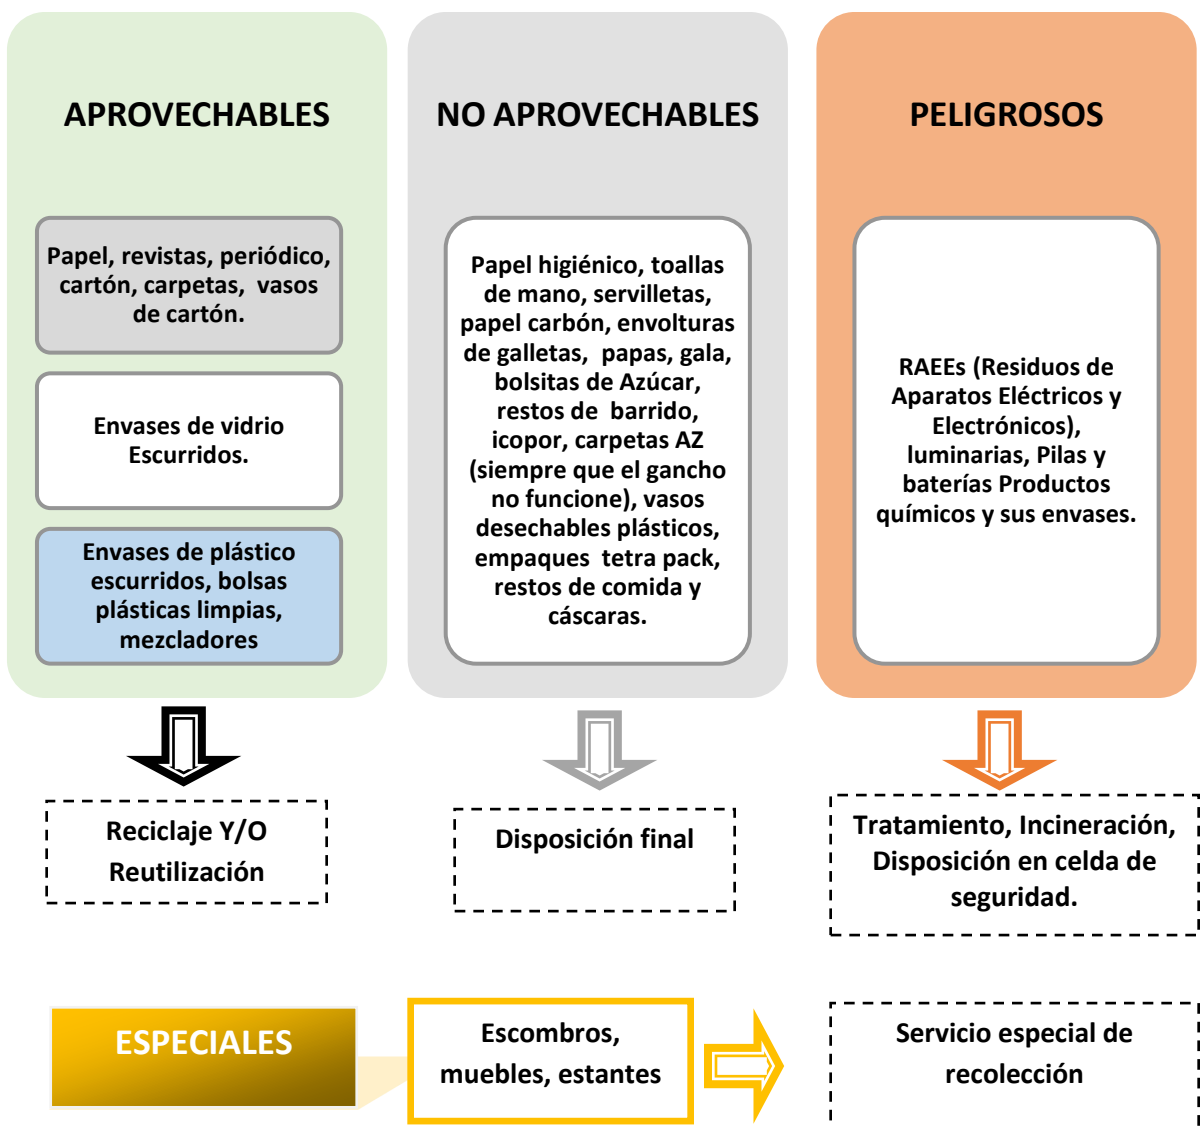 APROVECHABLES
Papel, revistas, periódico,
cartón, carpetas, vasos
de cartón.
Envases de vidrio
Escurridos.
Envases de plástico
escurridos, bolsas
plásticas limpias,
mezcladores
Reciclaje Y/O
Reutilización
NO APROVECHABLES
Papel higiénico, toallas
de mano, servilletas,
papel carbón, envolturas
de galletas, papas, gala,
bolsitas de Azúcar,
restos de barrido,
icopor, carpetas AZ
(siempre que el gancho
no funcione), vasos
desechables plásticos,
empaques tetra pack,
restos de comida y
cáscaras.
Disposición final
PELIGROSOS
RAEEs (Residuos de
Aparatos Eléctricos y
Electrónicos),
luminarias, Pilas y
baterías Productos
químicos y sus envases.
Tratamiento, Incineración,
Disposición en celda de
seguridad.
ESPECIALES
Escombros,
muebles, estantes
Servicio especial de
recolección